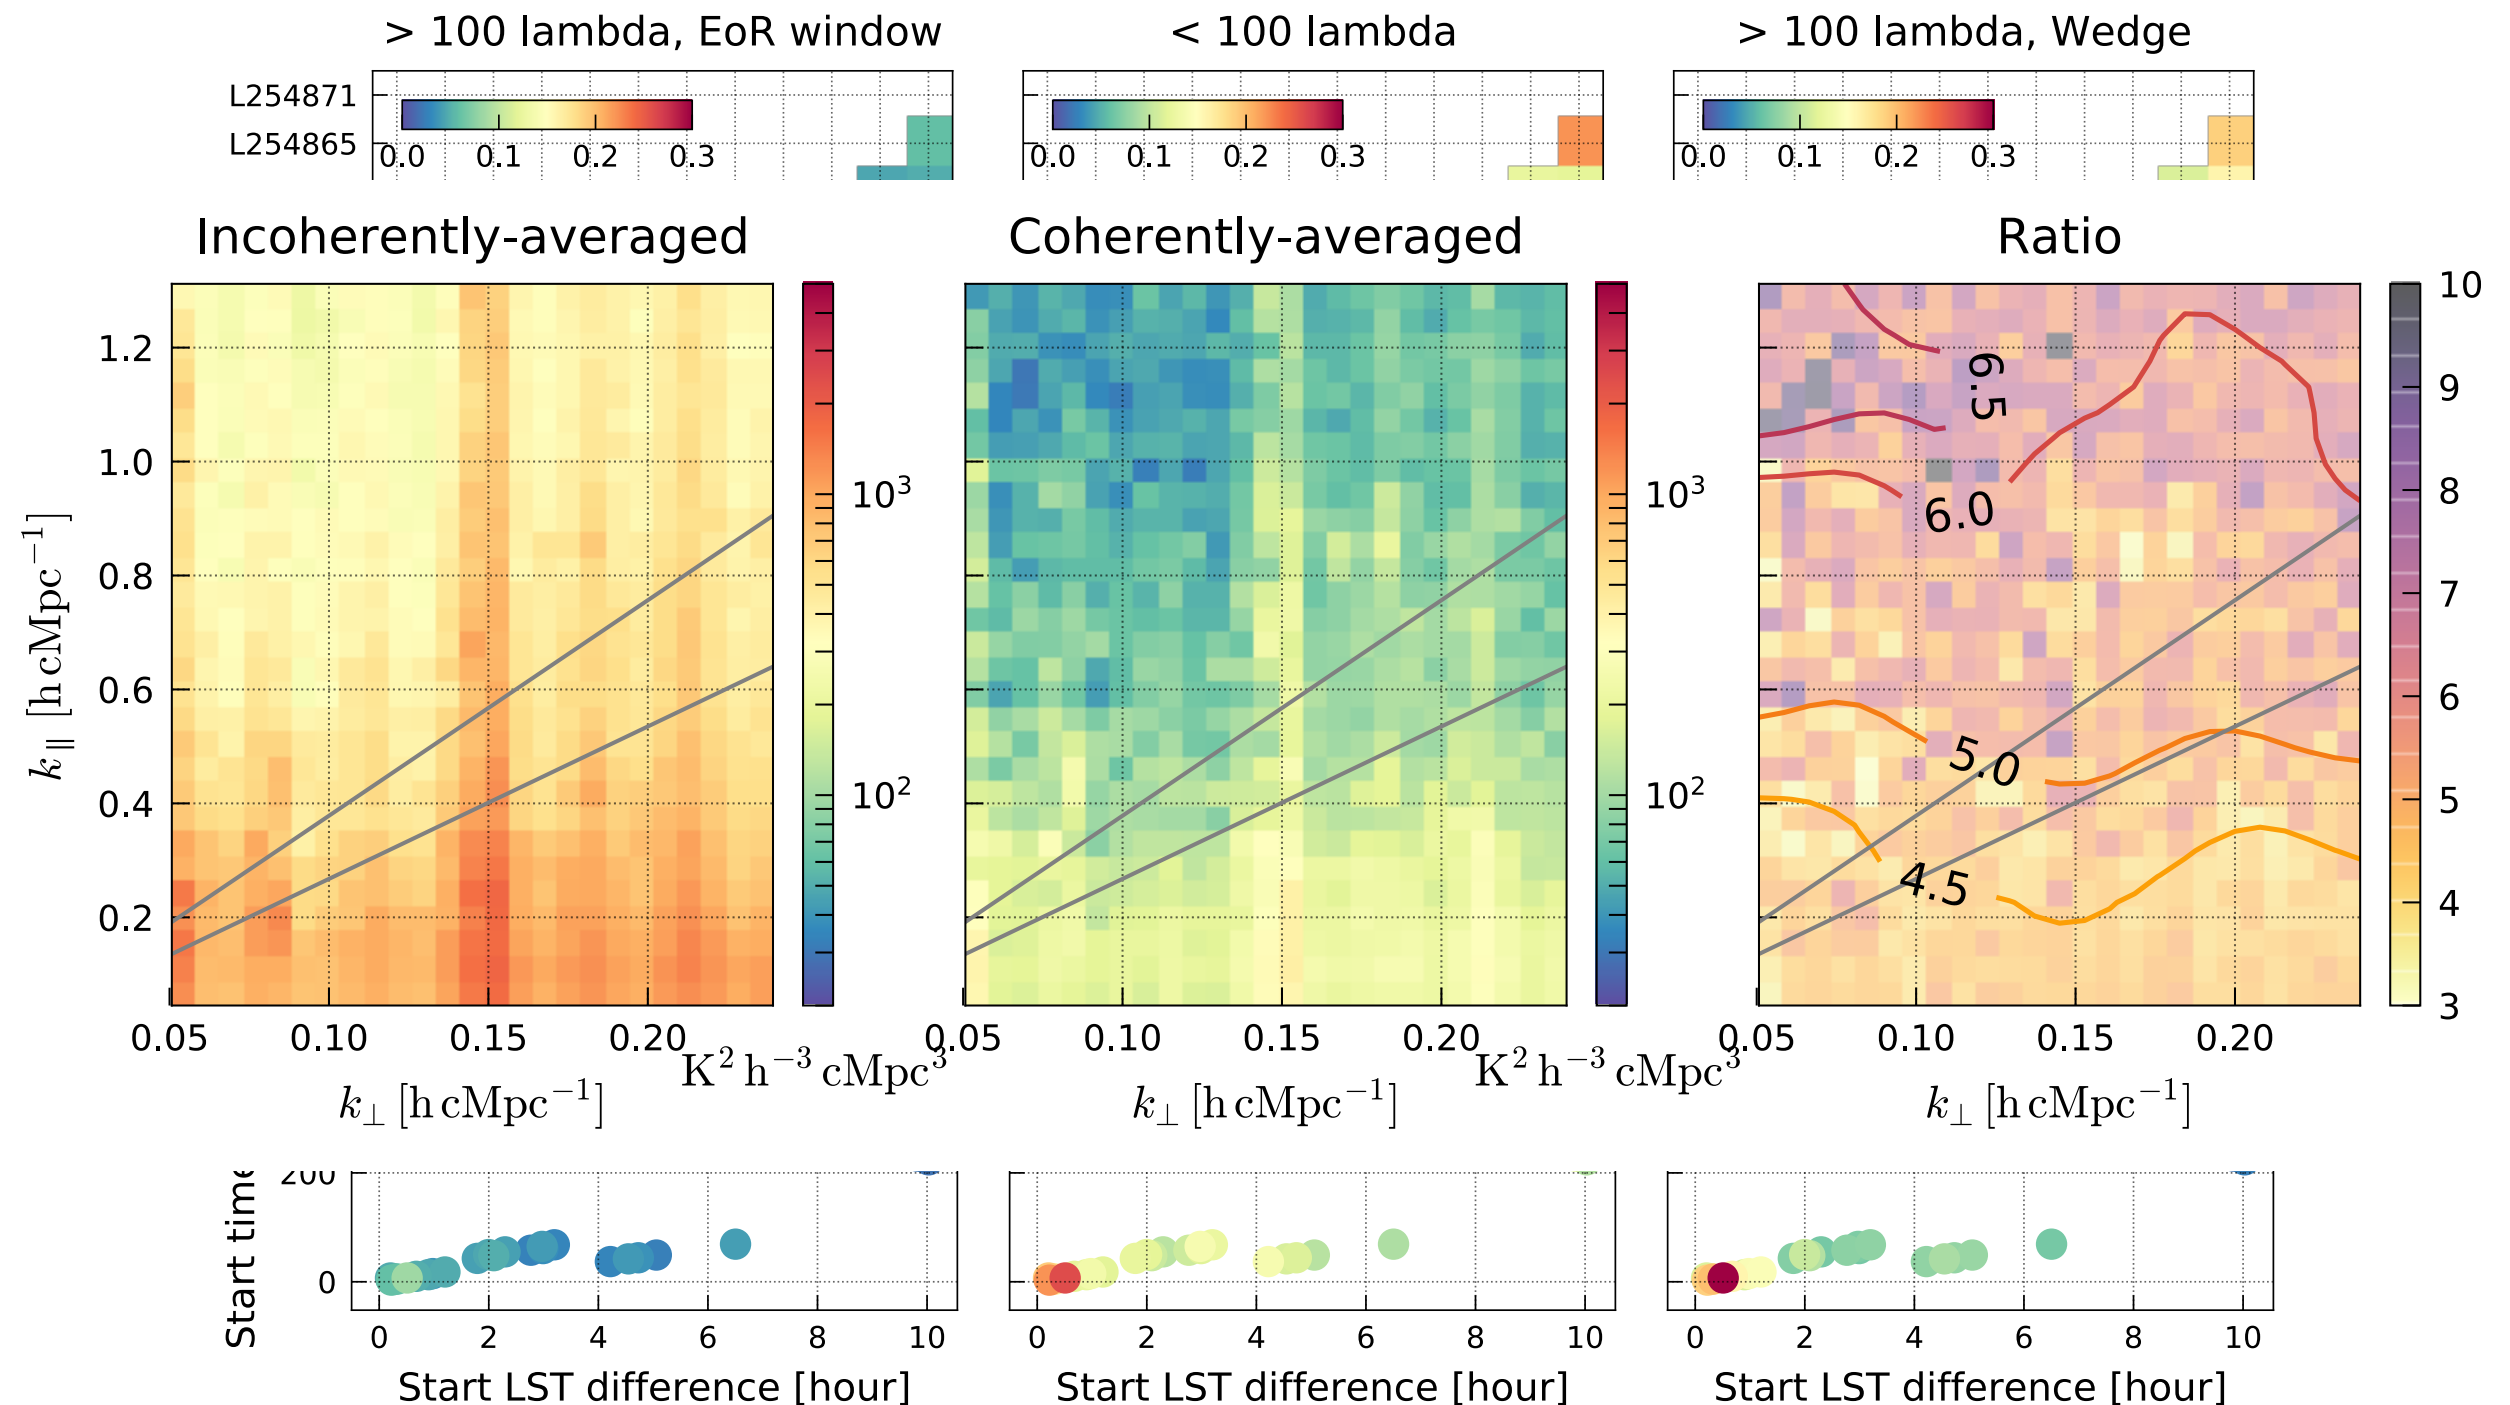 > 100 lambda, EoR window
< 100 lambda
> 100 lambda, Wedge
L254871
L254865
0.0 0.1 0.2 0.3
0.0 0.1 0.2 0.3
0.0 0.1 0.2 0.3
Incoherently-averaged
Coherently-averaged
Ratio
k∥ [h cMpc⁻¹]
1.2
1.0
0.8
0.6
0.4
0.2
10³
10²
10³
10²
6.5
6.0
5.0
4.5
10
9
8
7
6
5
4
3
0.05 0.10 0.15 0.20
0.05 0.10 0.15 0.20
0.05 0.10 0.15 0.20
K² h⁻³ cMpc³
K² h⁻³ cMpc³
k⊥ [h cMpc⁻¹]
k⊥ [h cMpc⁻¹]
k⊥ [h cMpc⁻¹]
Start time
200
0
0 2 4 6 8 10
0 2 4 6 8 10
0 2 4 6 8 10
Start LST difference [hour]
Start LST difference [hour]
Start LST difference [hour]